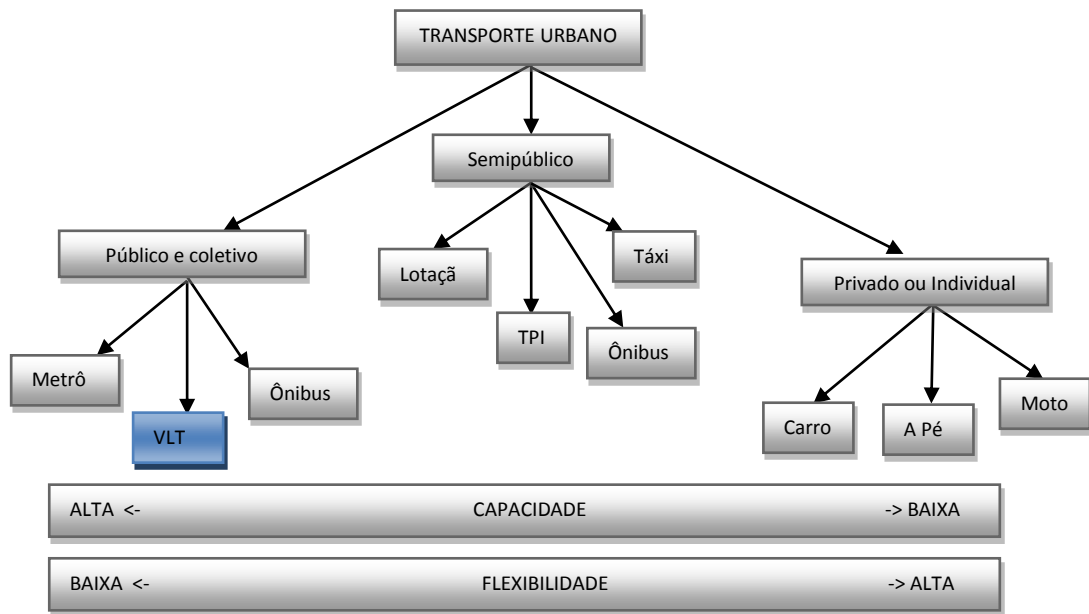 TRANSPORTE URBANO
Semipúblico
Público e coletivo
Lotaçã
Táxi
Privado ou Individual
TPI
Ônibus
Metrô
Ônibus
VLT
Carro
A Pé
Moto
ALTA <- CAPACIDADE -> BAIXA
BAIXA <- FLEXIBILIDADE -> ALTA